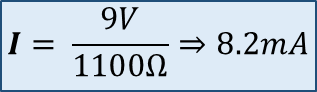 I = 9V / 1100Ω ⇒ 8.2mA